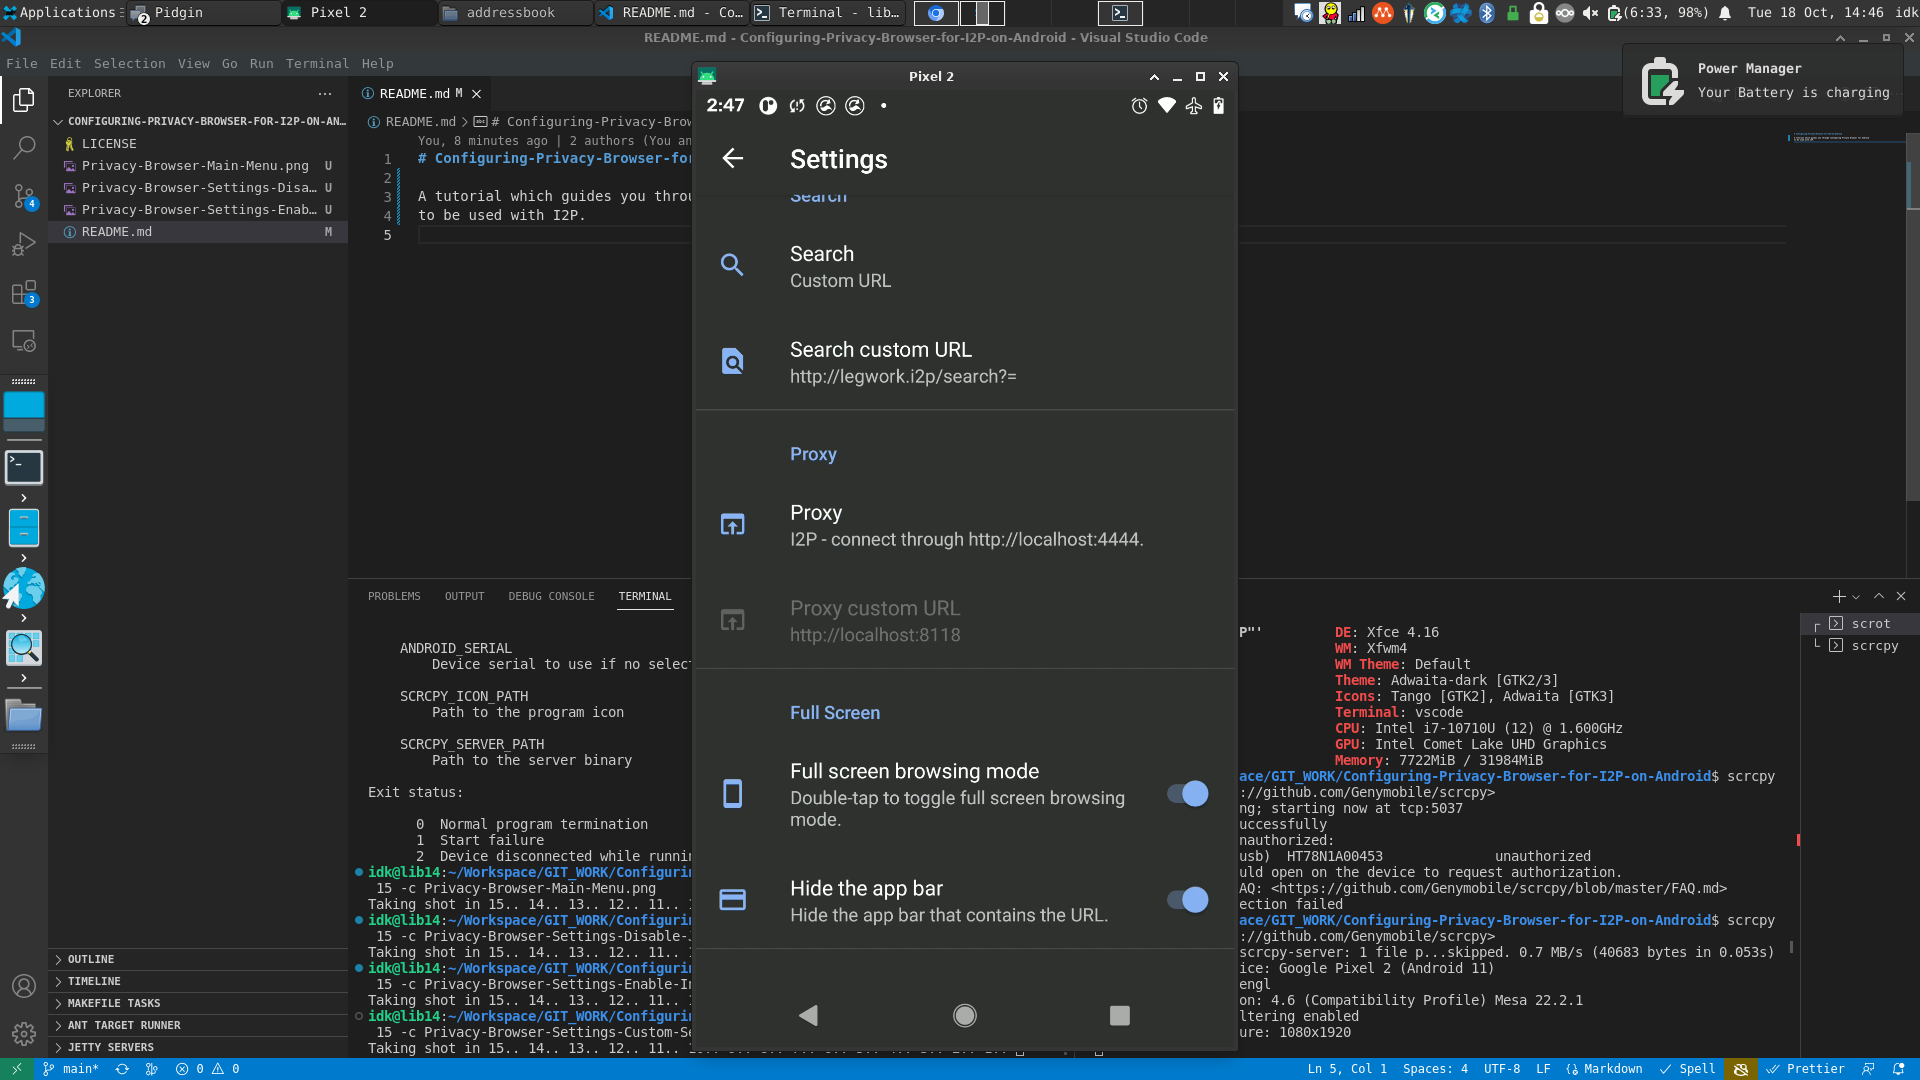 Applications
2 Pidgin
Pixel 2
addressbook
README.md - Co...
Terminal - lib...
(6:33, 98%)
Tue 18 Oct, 14:46 idk
README.md - Configuring-Privacy-Browser-for-I2P-on-Android - Visual Studio Code
File Edit Selection View Go Run Terminal Help
Power Manager
Your Battery is charging
EXPLORER
CONFIGURING-PRIVACY-BROWSER-FOR-I2P-ON-AN...
LICENSE
Privacy-Browser-Main-Menu.png U
Privacy-Browser-Settings-Disa... U
Privacy-Browser-Settings-Enab... U
README.md M
4
3
OUTLINE
TIMELINE
MAKEFILE TASKS
ANT TARGET RUNNER
JETTY SERVERS
README.md M
README.md > # Configuring-Privacy-Brow
You, 8 minutes ago | 2 authors (You an
1 # Configuring-Privacy-Browser-fo
2
3 A tutorial which guides you throu
4 to be used with I2P.
5
Pixel 2
2:47
Settings
Search
Search
Custom URL
Search custom URL
http://legwork.i2p/search?=
Proxy
Proxy
I2P - connect through http://localhost:4444.
Proxy custom URL
http://localhost:8118
Full Screen
Full screen browsing mode
Double-tap to toggle full screen browsing
mode.
Hide the app bar
Hide the app bar that contains the URL.
PROBLEMS OUTPUT DEBUG CONSOLE TERMINAL
ANDROID_SERIAL
Device serial to use if no selec
SCRCPY_ICON_PATH
Path to the program icon
SCRCPY_SERVER_PATH
Path to the server binary
Exit status:
0 Normal program termination
1 Start failure
2 Device disconnected while runni
idk@lib14:~/Workspace/GIT_WORK/Configuri
15 -c Privacy-Browser-Main-Menu.png
Taking shot in 15.. 14.. 13.. 12.. 11..
idk@lib14:~/Workspace/GIT_WORK/Configuri
15 -c Privacy-Browser-Settings-Disable-
Taking shot in 15.. 14.. 13.. 12.. 11..
idk@lib14:~/Workspace/GIT_WORK/Configuri
15 -c Privacy-Browser-Settings-Enable-I
Taking shot in 15.. 14.. 13.. 12.. 11..
idk@lib14:~/Workspace/GIT_WORK/Configuri
15 -c Privacy-Browser-Settings-Custom-Se
Taking shot in 15.. 14.. 13.. 12.. 11..
P"' DE: Xfce 4.16
WM: Xfwm4
WM Theme: Default
Theme: Adwaita-dark [GTK2/3]
Icons: Tango [GTK2], Adwaita [GTK3]
Terminal: vscode
CPU: Intel i7-10710U (12) @ 1.600GHz
GPU: Intel Comet Lake UHD Graphics
Memory: 7722MiB / 31984MiB
ace/GIT_WORK/Configuring-Privacy-Browser-for-I2P-on-Android$ scrcpy
://github.com/Genymobile/scrcpy>
ng; starting now at tcp:5037
uccessfully
nauthorized:
usb) HT78N1A00453 unauthorized
uld open on the device to request authorization.
AQ: <https://github.com/Genymobile/scrcpy/blob/master/FAQ.md>
ection failed
ace/GIT_WORK/Configuring-Privacy-Browser-for-I2P-on-Android$ scrcpy
://github.com/Genymobile/scrcpy>
scrcpy-server: 1 file p...skipped. 0.7 MB/s (40683 bytes in 0.053s)
ice: Google Pixel 2 (Android 11)
engl
on: 4.6 (Compatibility Profile) Mesa 22.2.1
ltering enabled
ure: 1080x1920
scrot
scrcpy
main* 0 0
Ln 5, Col 1 Spaces: 4 UTF-8 LF Markdown Spell Prettier